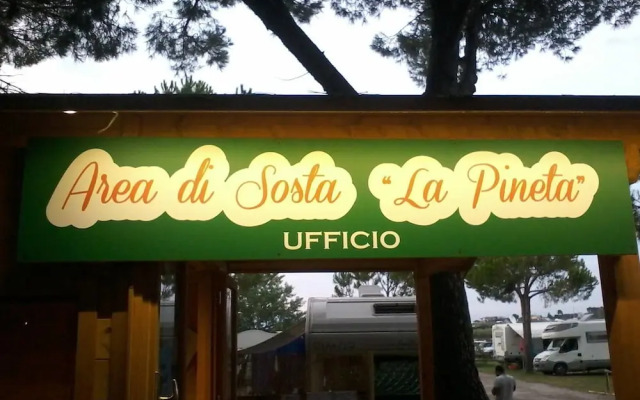 Area di Sosta "La Pineta"
UFFICIO